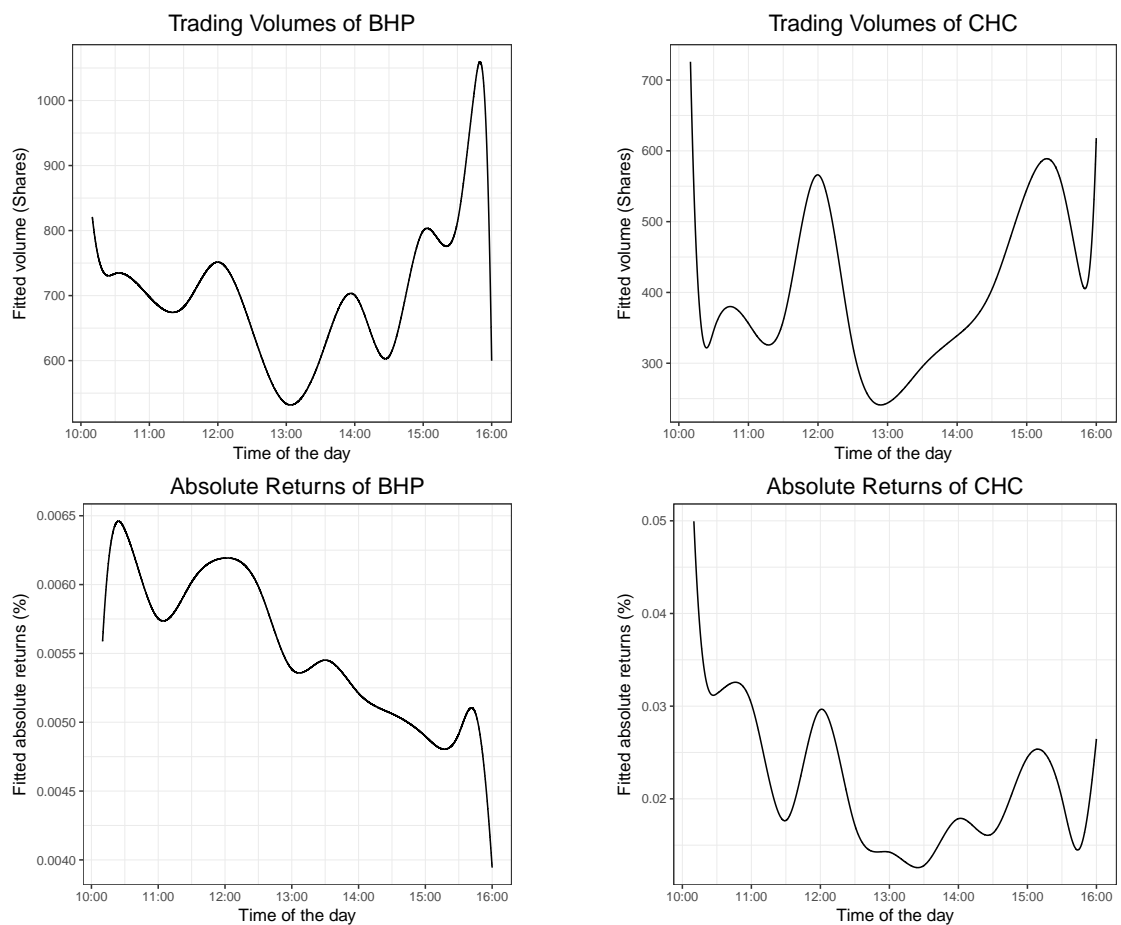 Trading Volumes of BHP
Fitted volume (Shares)
1000
900
800
700
600
10:00 11:00 12:00 13:00 14:00 15:00 16:00
Time of the day
Trading Volumes of CHC
Fitted volume (Shares)
700
600
500
400
300
10:00 11:00 12:00 13:00 14:00 15:00 16:00
Time of the day
Absolute Returns of BHP
Fitted absolute returns (%)
0.0065
0.0060
0.0055
0.0050
0.0045
0.0040
10:00 11:00 12:00 13:00 14:00 15:00 16:00
Time of the day
Absolute Returns of CHC
Fitted absolute returns (%)
0.05
0.04
0.03
0.02
10:00 11:00 12:00 13:00 14:00 15:00 16:00
Time of the day